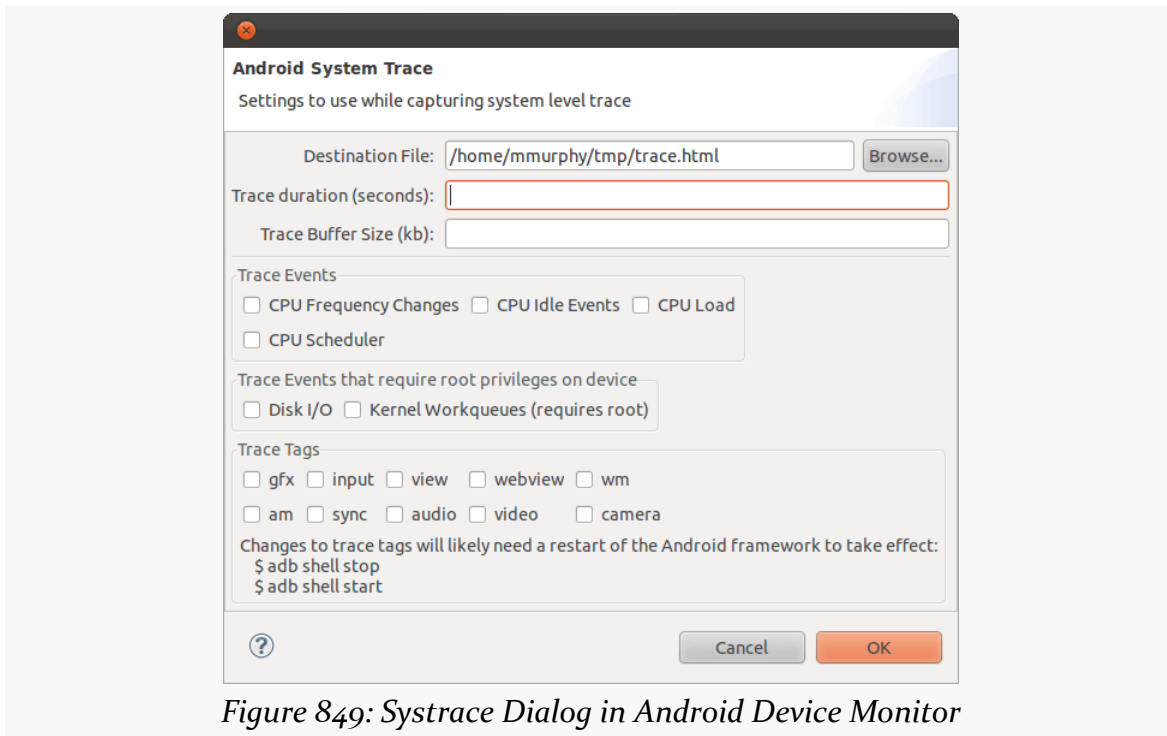 Android System Trace
Settings to use while capturing system level trace
Destination File: /home/mmurphy/tmp/trace.html Browse...
Trace duration (seconds):
Trace Buffer Size (kb):
Trace Events
CPU Frequency Changes CPU Idle Events CPU Load
CPU Scheduler
Trace Events that require root privileges on device
Disk I/O Kernel Workqueues (requires root)
Trace Tags
gfx input view webview wm
am sync audio video camera
Changes to trace tags will likely need a restart of the Android framework to take effect:
$ adb shell stop
$ adb shell start
? Cancel OK
Figure 849: Systrace Dialog in Android Device Monitor